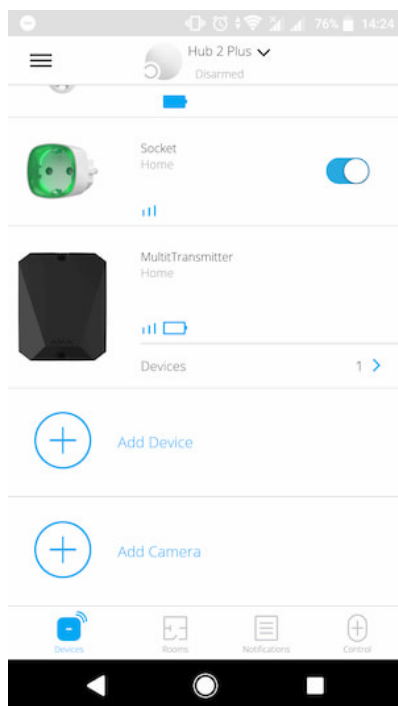 76% 14:24
Hub 2 Plus
Disarmed
Socket
Home
MultitTransmitter
Home
Devices 1
Add Device
Add Camera
Devices Rooms Notifications Control